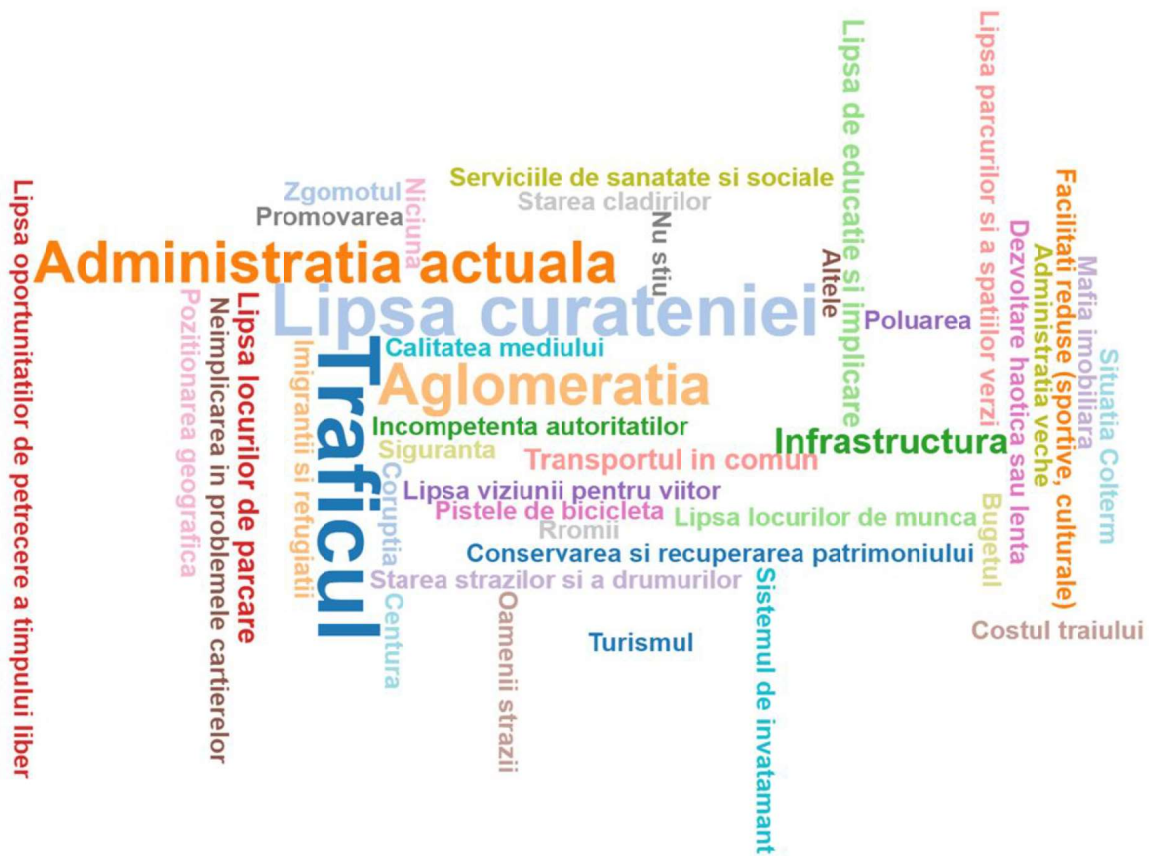 Lipsa oportunitatilor de petrecere a timpului liber
Zgomotul
Niciuna
Promovarea
Serviciile de sanatate si sociale
Starea cladirilor
Nu stiu
Administratia actuala
Lipsa curateniei
Altele
Lipsa de educatie si implicare
Poluarea
Lipsa parcurilor si a spatiilor verzi
Dezvoltare haotica sau lenta
Administratia veche
Facilitati reduse (sportive, culturale)
Mafia imobiliara
Situatia Colterm
Pozitionarea geografica
Neimplicarea in problemele cartierelor
Lipsa locurilor de parcare
Imigrantii si refugiatii
Traficul
Calitatea mediului
Aglomeratia
Incompetenta autoritatilor
Infrastructura
Siguranta
Transportul in comun
Coruptia
Lipsa viziunii pentru viitor
Pistele de bicicleta
Rromii
Lipsa locurilor de munca
Bugetul
Conservarea si recuperarea patrimoniului
Starea strazilor si a drumurilor
Centura
Oamenii strazii
Turismul
Sistemul de invatamant
Costul traiului